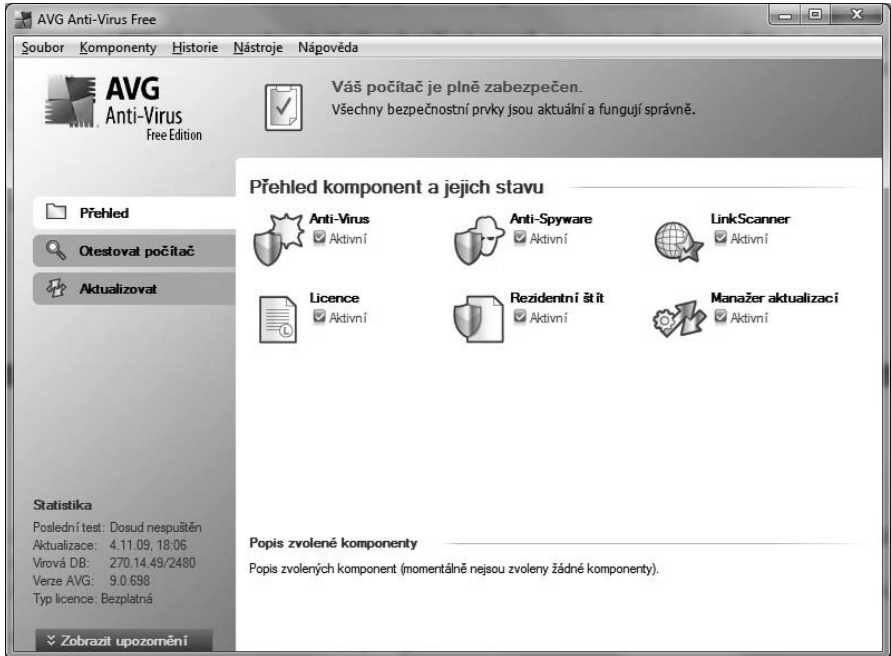 AVG Anti-Virus Free
Soubor Komponenty Historie Nástroje Nápověda
AVG
Anti-Virus
Free Edition
Váš počítač je plně zabezpečen.
Všechny bezpečnostní prvky jsou aktuální a fungují správně.
Přehled
Otestovat počítač
Aktualizovat
Přehled komponent a jejich stavu
Anti-Virus
Aktivní
Anti-Spyware
Aktivní
LinkScanner
Aktivní
Licence
Aktivní
Rezidentní štít
Aktivní
Manažer aktualizací
Aktivní
Statistika
Poslední test: Dosud nespuštěn
Aktualizace: 4.11.09, 18:06
Virová DB: 270.14.49/2480
Verze AVG: 9.0.698
Typ licence: Bezplatná
Zobrazit upozornění
Popis zvolené komponenty
Popis zvolených komponent (momentálně nejsou zvoleny žádné komponenty).